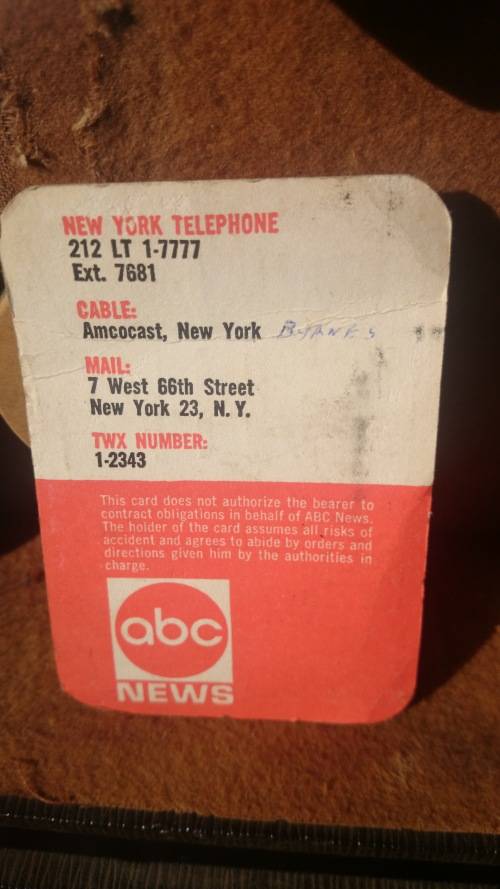 NEW YORK TELEPHONE
212 LT 1-7777
Ext. 7681
CABLE:
Amcocast, New York BYRNES
MAIL:
7 West 66th Street
New York 23, N.Y.
TWX NUMBER:
1-2343
This card does not authorize the bearer to
contract obligations in behalf of ABC News.
The holder of the card assumes all risks of
accident and agrees to abide by orders and
directions given him by the authorities in
charge.
abc
NEWS